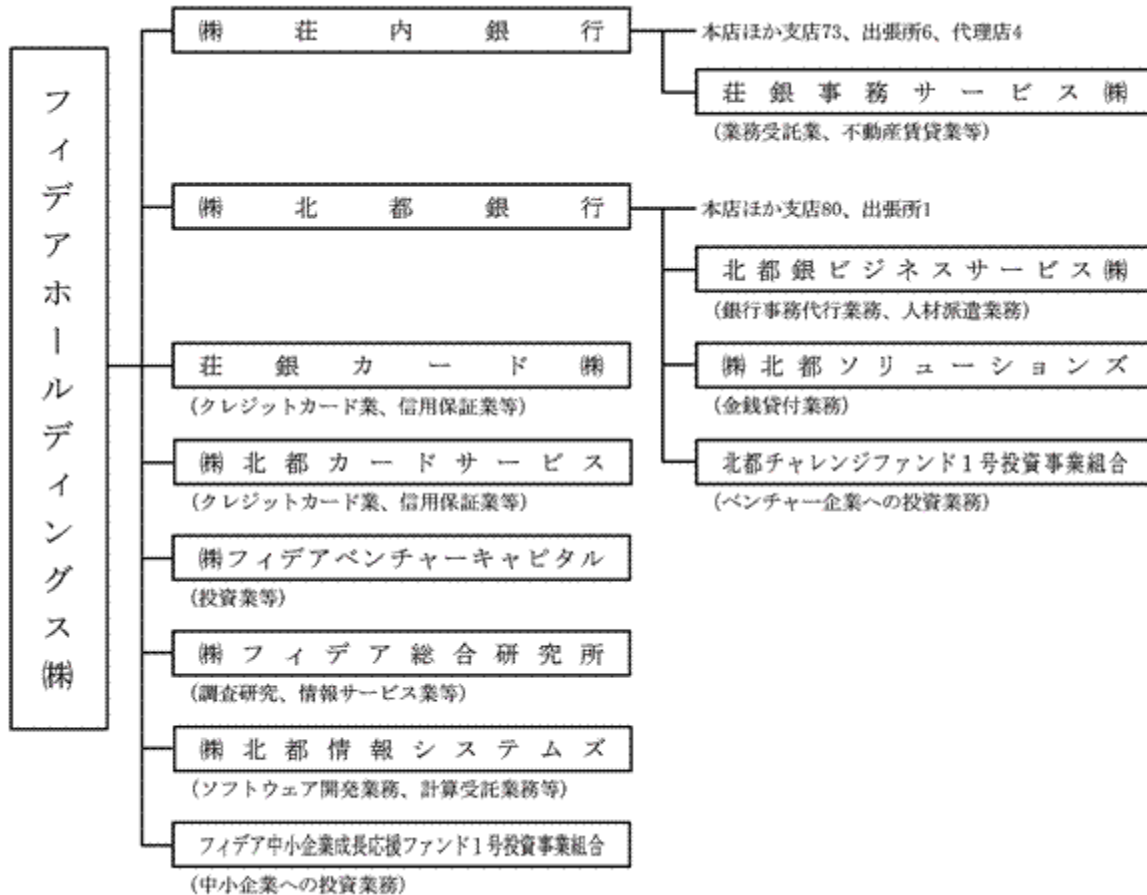 フィデアホールディングス㈱
㈱荘内銀行
本店ほか支店73、出張所6、代理店4
荘銀事務サービス㈱
(業務受託業、不動産賃貸業等)
㈱北都銀行
本店ほか支店80、出張所1
北都銀ビジネスサービス㈱
(銀行事務代行業務、人材派遣業務)
㈱北都ソリューションズ
(金銭貸付業務)
北都チャレンジファンド1号投資事業組合
(ベンチャー企業への投資業務)
荘銀カード㈱
(クレジットカード業、信用保証業等)
㈱北都カードサービス
(クレジットカード業、信用保証業等)
㈱フィデアベンチャーキャピタル
(投資業等)
㈱フィデア総合研究所
(調査研究、情報サービス業等)
㈱北都情報システムズ
(ソフトウェア開発業務、計算受託業務等)
フィデア中小企業成長応援ファンド1号投資事業組合
(中小企業への投資業務)